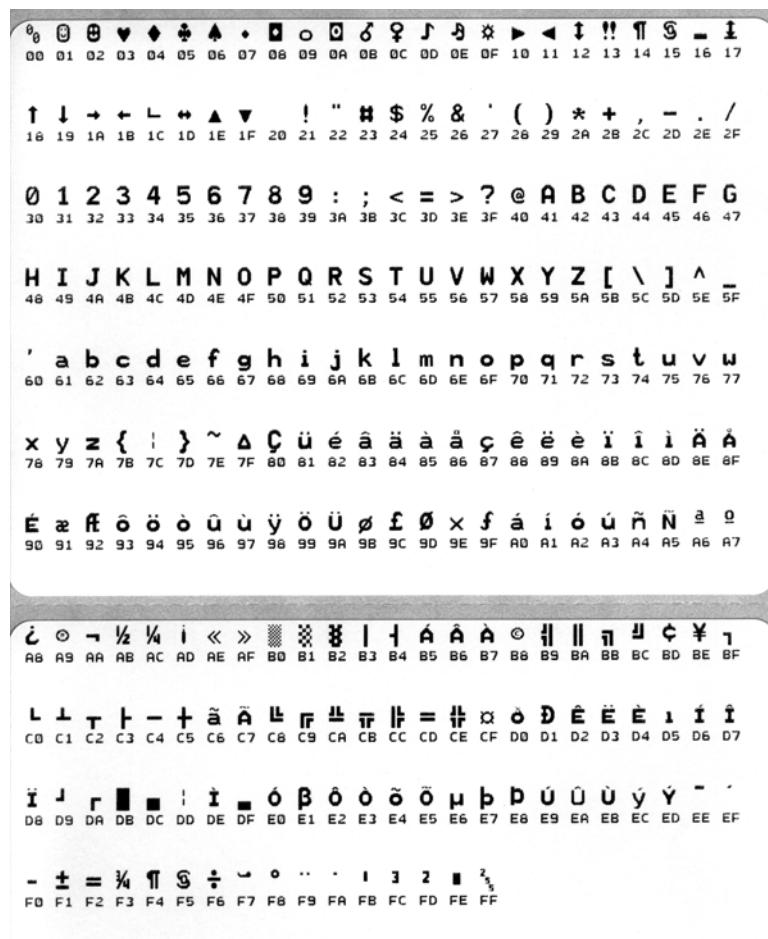 ⁰₀ ☺ ☻ ♥ ♦ ♣ ♠ • ◘ ○ ◙ ♂ ♀ ♪ ♫ ☼ ► ◄ ↕ ‼ ¶ § ▬ ↨
00 01 02 03 04 05 06 07 08 09 0A 0B 0C 0D 0E 0F 10 11 12 13 14 15 16 17
↑ ↓ → ← ∟ ↔ ▲ ▼ ! " # $ % & ' ( ) * + , - . /
18 19 1A 1B 1C 1D 1E 1F 20 21 22 23 24 25 26 27 28 29 2A 2B 2C 2D 2E 2F
0 1 2 3 4 5 6 7 8 9 : ; < = > ? @ A B C D E F G
30 31 32 33 34 35 36 37 38 39 3A 3B 3C 3D 3E 3F 40 41 42 43 44 45 46 47
H I J K L M N O P Q R S T U V W X Y Z [ \ ] ^ _
48 49 4A 4B 4C 4D 4E 4F 50 51 52 53 54 55 56 57 58 59 5A 5B 5C 5D 5E 5F
' a b c d e f g h i j k l m n o p q r s t u v w
60 61 62 63 64 65 66 67 68 69 6A 6B 6C 6D 6E 6F 70 71 72 73 74 75 76 77
x y z { ¦ } ~ ∆ Ç ü é â ä à å ç ê ë è ï î ì Ä Å
78 79 7A 7B 7C 7D 7E 7F 80 81 82 83 84 85 86 87 88 89 8A 8B 8C 8D 8E 8F
É æ Æ ô ö ò û ù ÿ Ö Ü ø £ Ø × ƒ á í ó ú ñ Ñ ª º
90 91 92 93 94 95 96 97 98 99 9A 9B 9C 9D 9E 9F A0 A1 A2 A3 A4 A5 A6 A7
¿ ® ¬ ½ ¼ ¡ « » ░ ▒ ▓ │ ┤ Á Â À © ╣ ║ ╗ ╝ ¢ ¥ ┐
A8 A9 AA AB AC AD AE AF B0 B1 B2 B3 B4 B5 B6 B7 B8 B9 BA BB BC BD BE BF
└ ┴ ┬ ├ ─ ┼ ã Ã ╚ ╔ ╩ ╦ ╠ = ╬ ¤ ð Ð Ê Ë È ı Í Î
C0 C1 C2 C3 C4 C5 C6 C7 C8 C9 CA CB CC CD CE CF D0 D1 D2 D3 D4 D5 D6 D7
Ï ┘ ┌ █ ▄ ¦ Ì ▄ Ó β Ô Ò õ Õ µ þ Þ Ú Û Ù ý Ý ¯ ´
D8 D9 DA DB DC DD DE DF E0 E1 E2 E3 E4 E5 E6 E7 E8 E9 EA EB EC ED EE EF
- ± = ¾ ¶ § ÷ ¸ ° ¨ · ı ³ ² ■ ²₅₅
F0 F1 F2 F3 F4 F5 F6 F7 F8 F9 FA FB FC FD FE FF